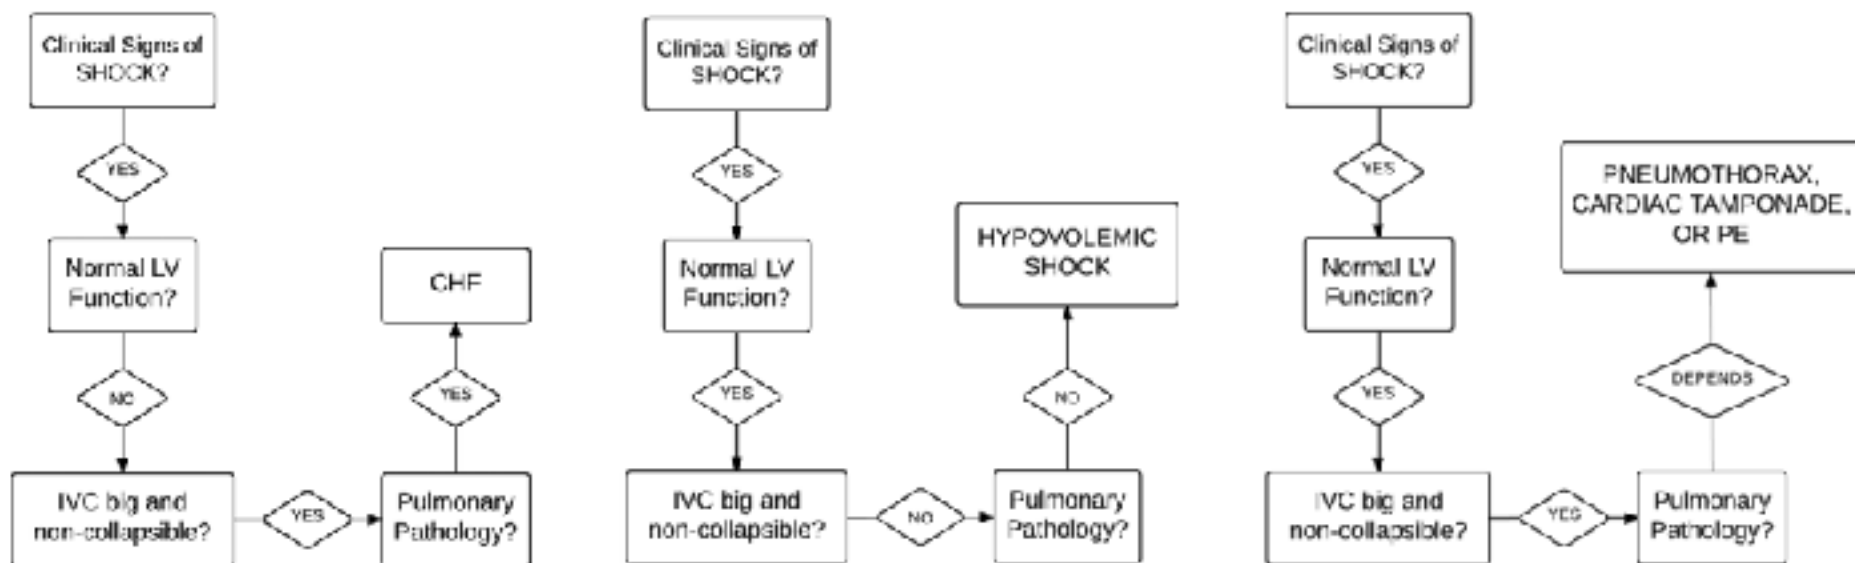 Clinical Signs of
SHOCK?
YES
Normal LV
Function?
NO
IVC big and
non-collapsible?
YES
Pulmonary
Pathology?
YES
CHF
Clinical Signs of
SHOCK?
YES
Normal LV
Function?
YES
IVC big and
non-collapsible?
NO
Pulmonary
Pathology?
NO
HYPOVOLEMIC
SHOCK
Clinical Signs of
SHOCK?
YES
Normal LV
Function?
YES
IVC big and
non-collapsible?
YES
Pulmonary
Pathology?
DEPENDS
PNEUMOTHORAX,
CARDIAC TAMPONADE,
OR PE